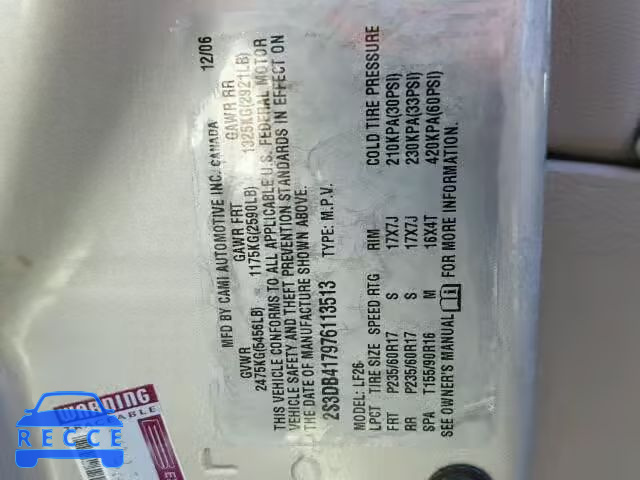 MFD BY CAMI AUTOMOTIVE INC., CANADA 12/06
GVWR GAWR FRT GAWR RR
2475KG(5456LB) 1175KG(2590LB) 1325KG(2921LB)
THIS VEHICLE CONFORMS TO ALL APPLICABLE U.S. FEDERAL MOTOR
VEHICLE SAFETY AND THEFT PREVENTION STANDARDS IN EFFECT ON
THE DATE OF MANUFACTURE SHOWN ABOVE.
2S3DB417976113513 TYPE: M.P.V.
MODEL: LF26
LPCT TIRE SIZE SPEED RTG RIM COLD TIRE PRESSURE
FRT P235/60R17 S 17X7J 210KPA(30PSI)
RR P235/60R17 S 17X7J 230KPA(33PSI)
SPA T155/90R16 M 16X4T 420KPA(60PSI)
SEE OWNER'S MANUAL FOR MORE INFORMATION.
WARNING
TRACEABLE
RECCE
RECCE